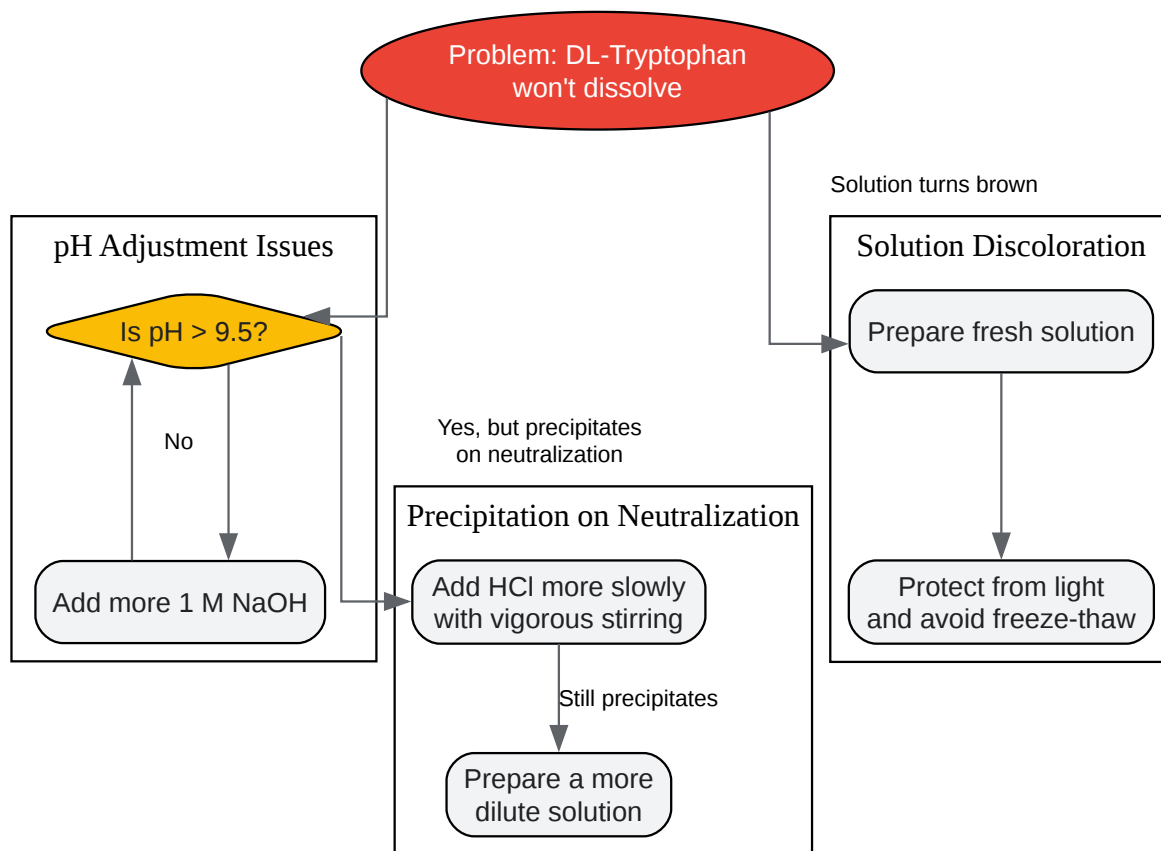 Problem: DL-Tryptophan
won't dissolve
Solution turns brown
pH Adjustment Issues
Solution Discoloration
Is pH > 9.5?
Prepare fresh solution
No
Yes, but precipitates
on neutralization
Precipitation on Neutralization
Add more 1 M NaOH
Add HCl more slowly
with vigorous stirring
Protect from light
and avoid freeze-thaw
Still precipitates
Prepare a more
dilute solution